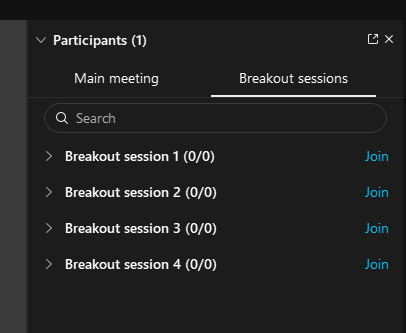 Participants (1)
Main meeting Breakout sessions
Search
Breakout session 1 (0/0) Join
Breakout session 2 (0/0) Join
Breakout session 3 (0/0) Join
Breakout session 4 (0/0) Join